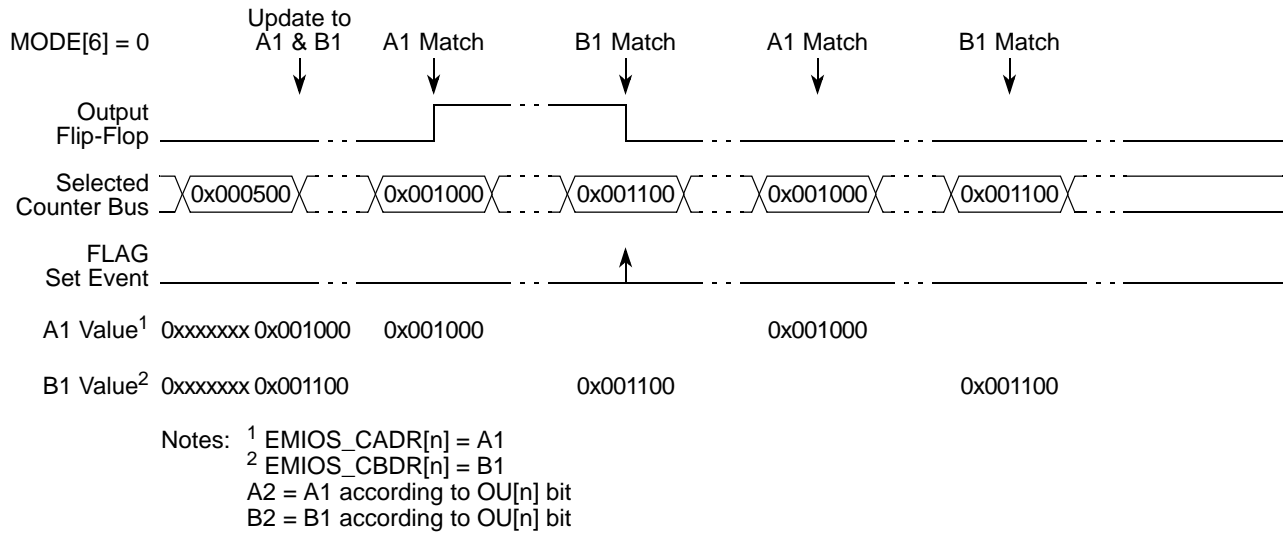 Update to
MODE[6] = 0 A1 & B1 A1 Match B1 Match A1 Match B1 Match
Output
Flip-Flop
Selected
Counter Bus 0x000500 0x001000 0x001100 0x001000 0x001100
FLAG
Set Event
A1 Value1 0xxxxxxx 0x001000 0x001000 0x001000
B1 Value2 0xxxxxxx 0x001100 0x001100 0x001100
Notes: 1 EMIOS_CADR[n] = A1
2 EMIOS_CBDR[n] = B1
A2 = A1 according to OU[n] bit
B2 = B1 according to OU[n] bit